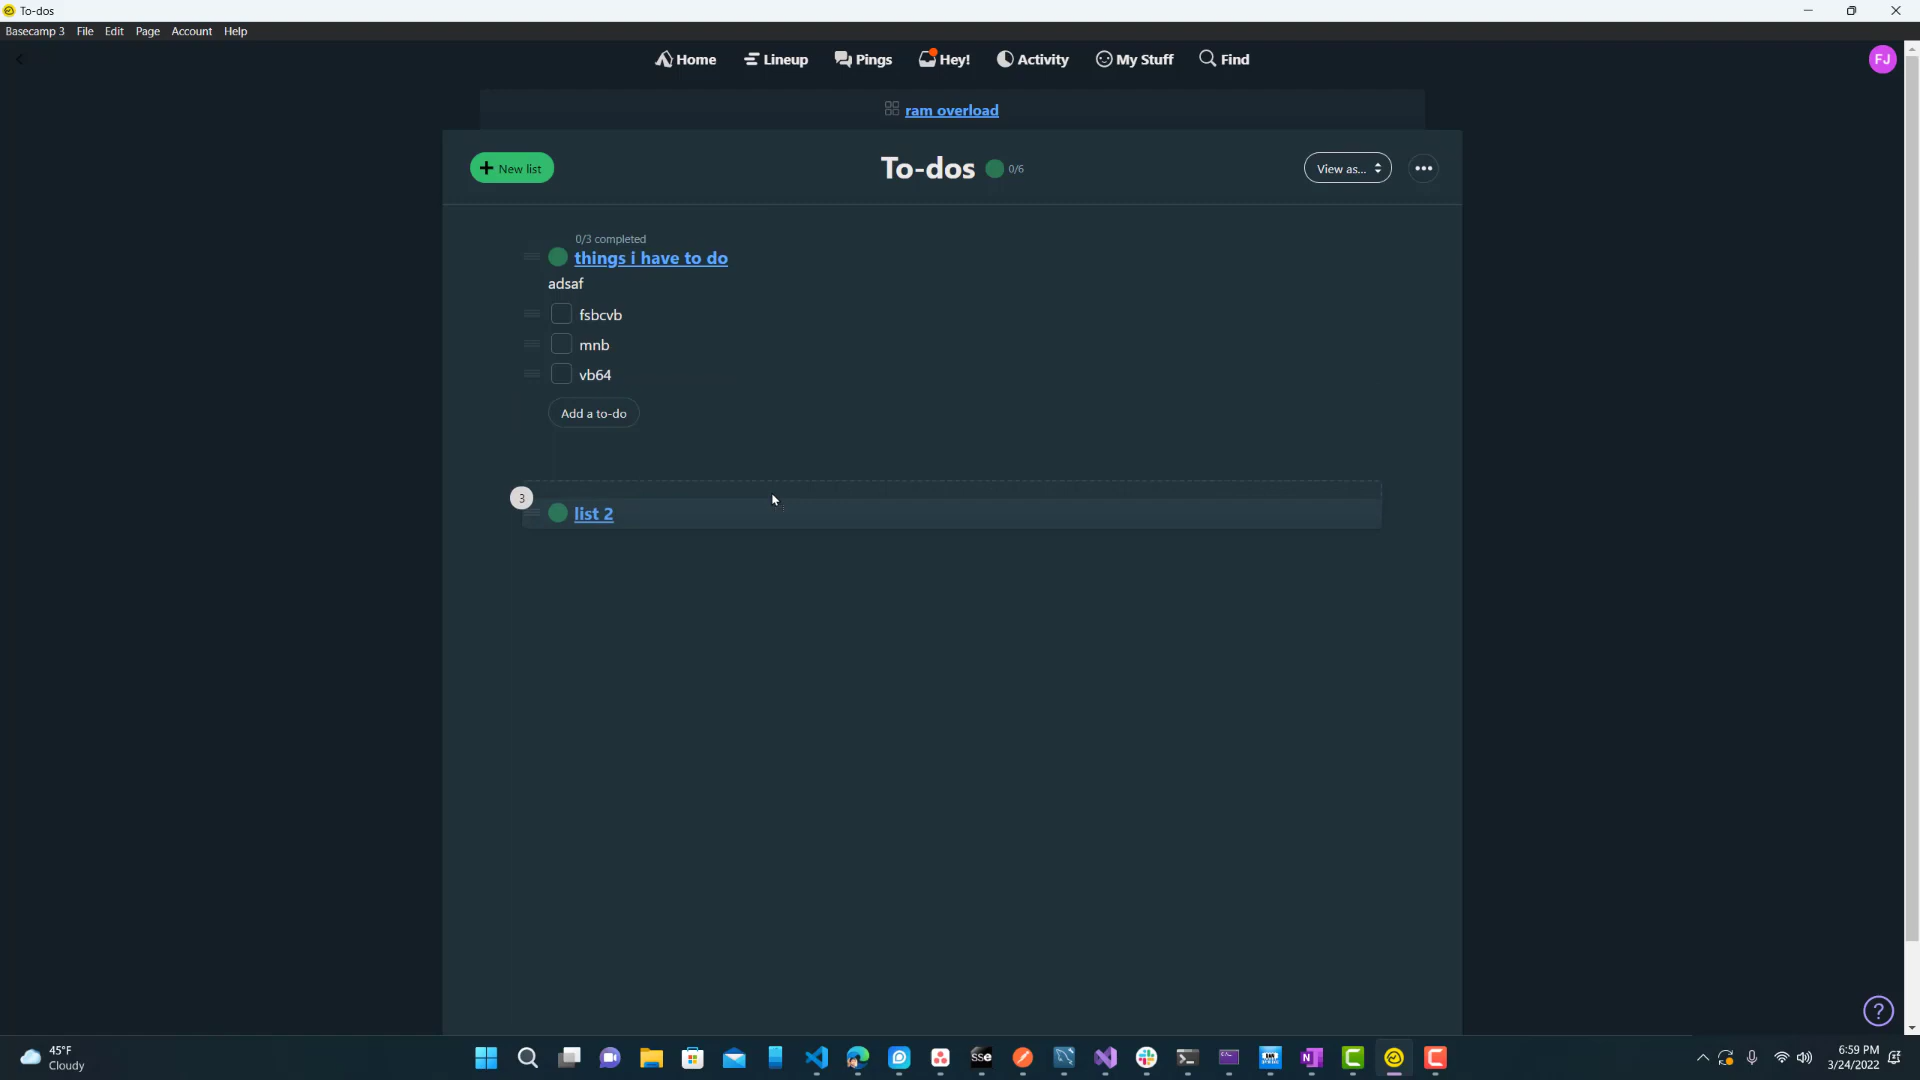 To-dos
Basecamp 3 File Edit Page Account Help
Home Lineup Pings Hey! Activity My Stuff Find
FJ
ram overload
New list
To-dos 0/6
View as...
0/3 completed
things i have to do
adsaf
fsbcvb
mnb
vb64
Add a to-do
3
list 2
?
45°F
Cloudy
SSe
N
C
C
6:59 PM
3/24/2022